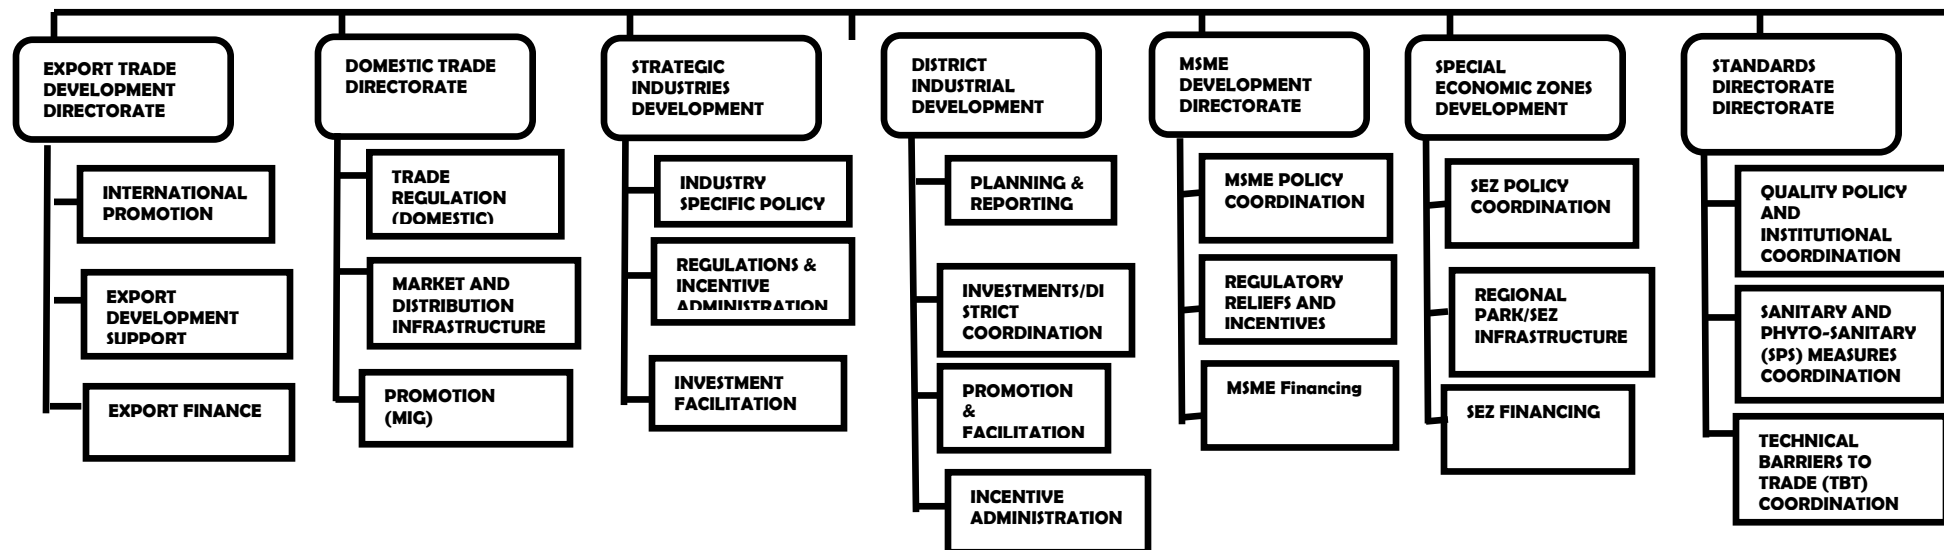 EXPORT TRADE
DEVELOPMENT
DIRECTORATE
INTERNATIONAL
PROMOTION
EXPORT
DEVELOPMENT
SUPPORT
EXPORT FINANCE
DOMESTIC TRADE
DIRECTORATE
TRADE
REGULATION
(DOMESTIC)
MARKET AND
DISTRIBUTION
INFRASTRUCTURE
PROMOTION
(MIG)
STRATEGIC
INDUSTRIES
DEVELOPMENT
INDUSTRY
SPECIFIC POLICY
REGULATIONS &
INCENTIVE
ADMINISTRATION
INVESTMENT
FACILITATION
DISTRICT
INDUSTRIAL
DEVELOPMENT
PLANNING &
REPORTING
INVESTMENTS/DI
STRICT
COORDINATION
PROMOTION
&
FACILITATION
INCENTIVE
ADMINISTRATION
MSME
DEVELOPMENT
DIRECTORATE
MSME POLICY
COORDINATION
REGULATORY
RELIEFS AND
INCENTIVES
MSME Financing
SPECIAL
ECONOMIC ZONES
DEVELOPMENT
SEZ POLICY
COORDINATION
REGIONAL
PARK/SEZ
INFRASTRUCTURE
SEZ FINANCING
STANDARDS
DIRECTORATE
DIRECTORATE
QUALITY POLICY
AND
INSTITUTIONAL
COORDINATION
SANITARY AND
PHYTO-SANITARY
(SPS) MEASURES
COORDINATION
TECHNICAL
BARRIERS TO
TRADE (TBT)
COORDINATION